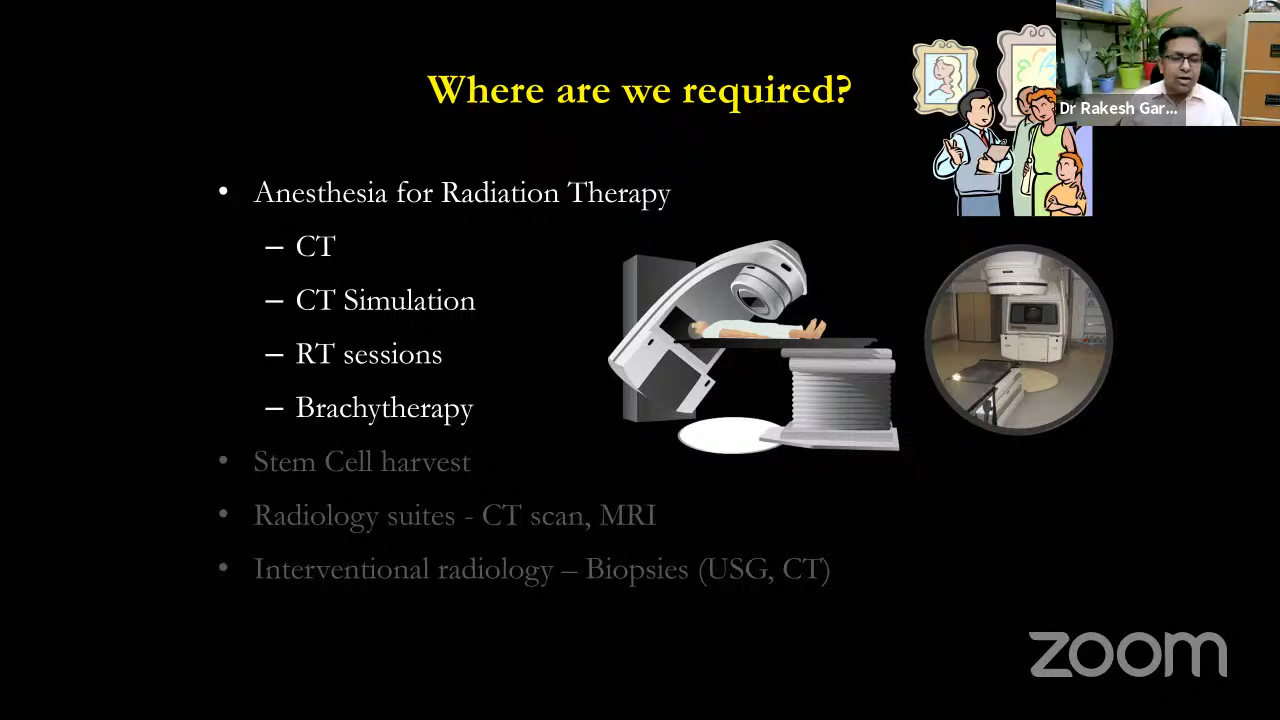 Where are we required?
Dr Rakesh Gar...
• Anesthesia for Radiation Therapy
– CT
– CT Simulation
– RT sessions
– Brachytherapy
• Stem Cell harvest
• Radiology suites - CT scan, MRI
• Interventional radiology – Biopsies (USG, CT)
zoom